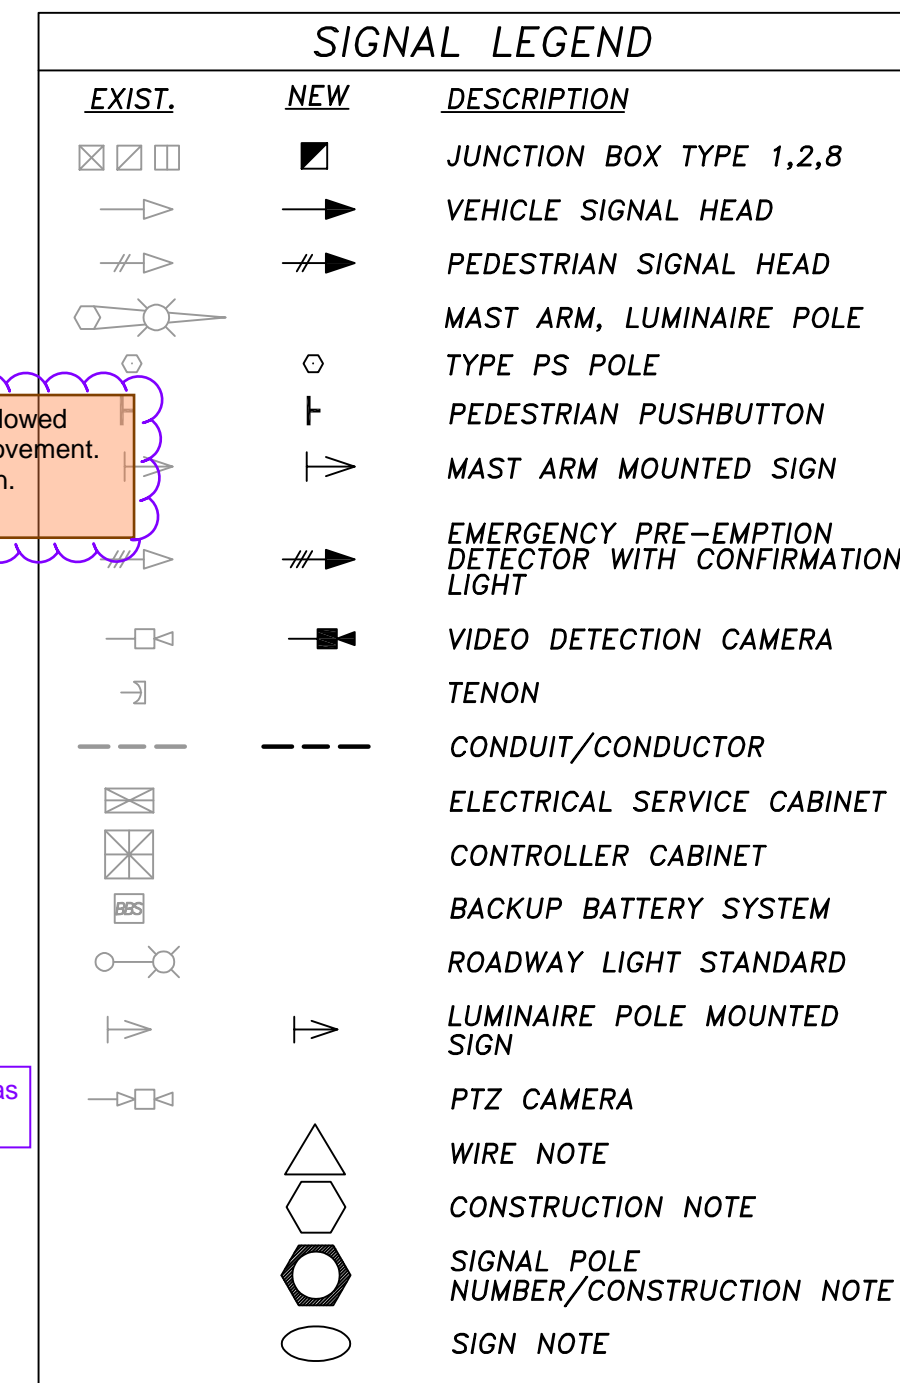 SIGNAL LEGEND
EXIST. NEW DESCRIPTION
JUNCTION BOX TYPE 1,2,8
VEHICLE SIGNAL HEAD
PEDESTRIAN SIGNAL HEAD
MAST ARM, LUMINAIRE POLE
TYPE PS POLE
PEDESTRIAN PUSHBUTTON
MAST ARM MOUNTED SIGN
EMERGENCY PRE-EMPTION
DETECTOR WITH CONFIRMATION
LIGHT
VIDEO DETECTION CAMERA
TENON
CONDUIT/CONDUCTOR
ELECTRICAL SERVICE CABINET
CONTROLLER CABINET
BBS BACKUP BATTERY SYSTEM
ROADWAY LIGHT STANDARD
LUMINAIRE POLE MOUNTED
SIGN
PTZ CAMERA
WIRE NOTE
CONSTRUCTION NOTE
SIGNAL POLE
NUMBER/CONSTRUCTION NOTE
SIGN NOTE